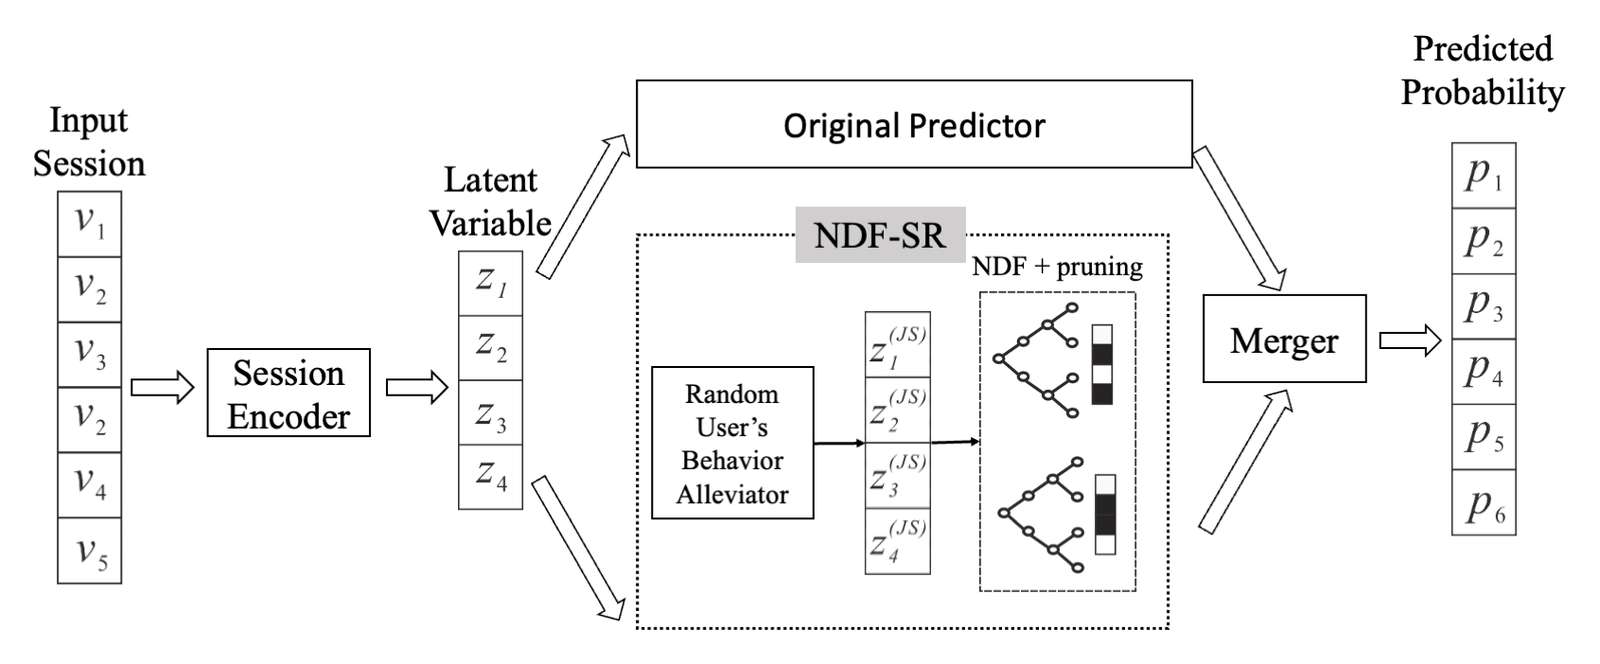 Input
Session
v1
v2
v3
v2
v4
v5
Session
Encoder
Latent
Variable
z1
z2
z3
z4
Original Predictor
NDF-SR
NDF + pruning
Random
User's
Behavior
Alleviator
z1(JS)
z2(JS)
z3(JS)
z4(JS)
Merger
Predicted
Probability
p1
p2
p3
p4
p5
p6